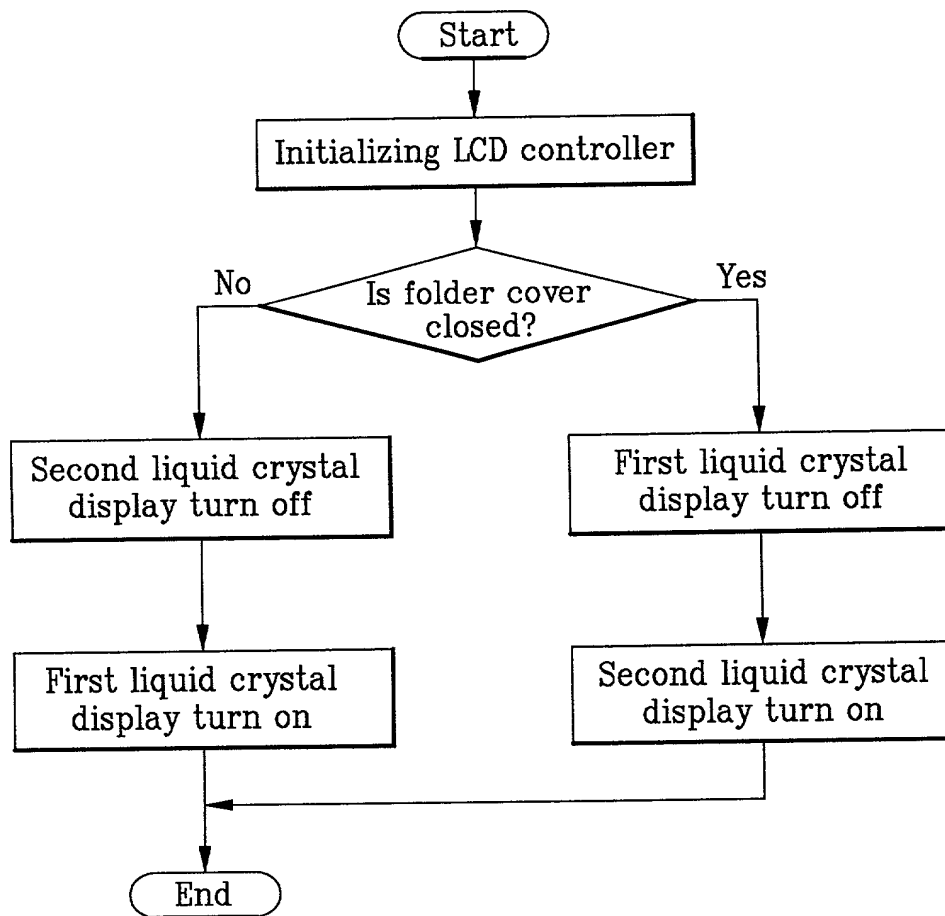 Start
Initializing LCD controller
Is folder cover
closed?
No
Yes
Second liquid crystal
display turn off
First liquid crystal
display turn on
First liquid crystal
display turn off
Second liquid crystal
display turn on
End